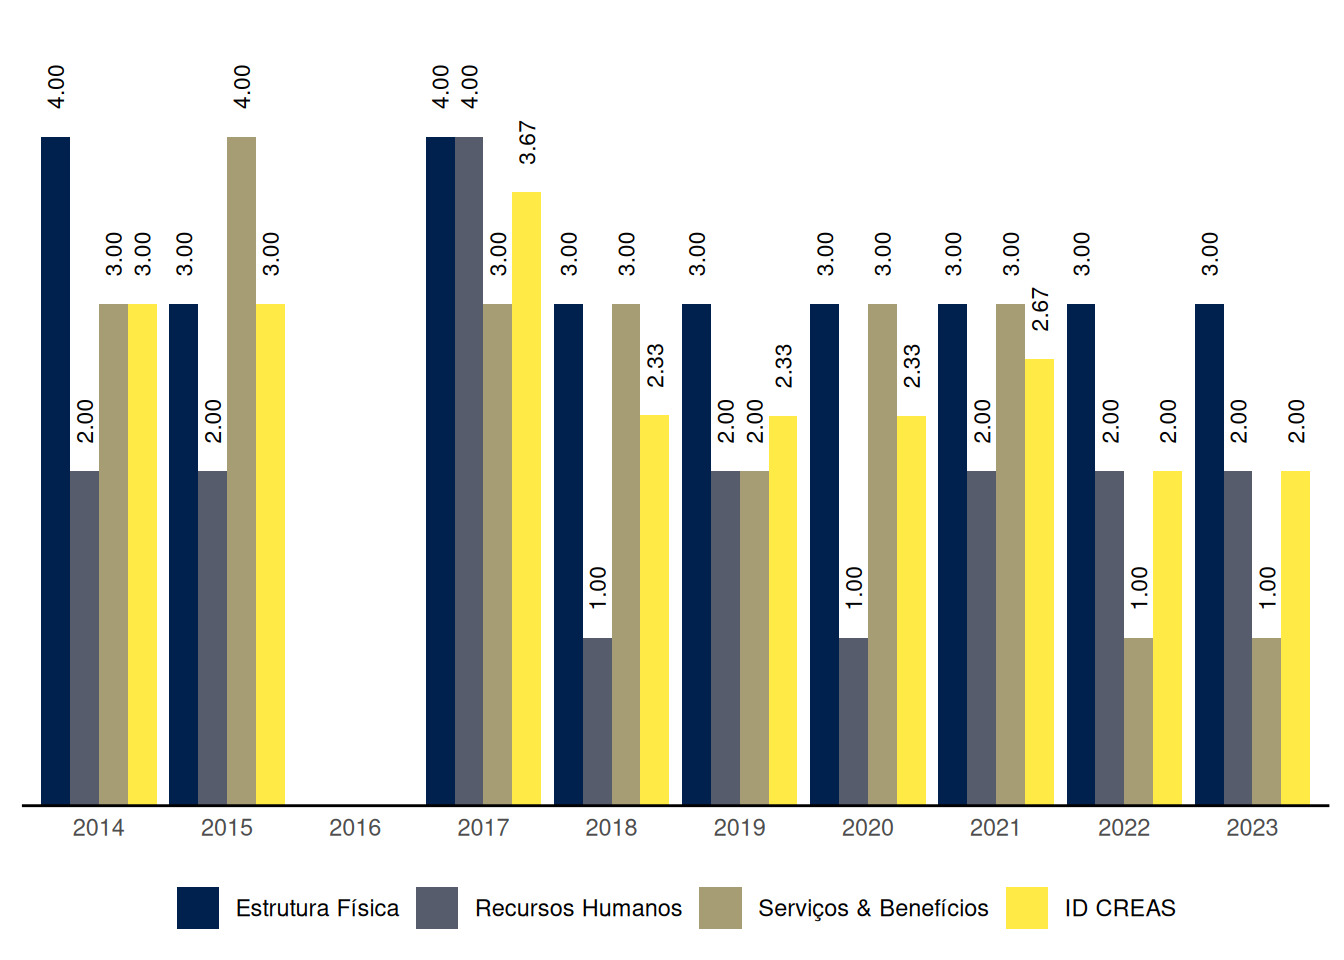 4.00 4.00 4.00 4.00
3.67
3.00 3.00 3.00 3.00 3.00 3.00 3.00 3.00 3.00 3.00 3.00 3.00 3.00 3.00
2.67
2.33 2.33 2.33
2.00 2.00 2.00 2.00 2.00 2.00 2.00 2.00 2.00
1.00 1.00 1.00 1.00
2014 2015 2016 2017 2018 2019 2020 2021 2022 2023
Estrutura Física Recursos Humanos Serviços & Benefícios ID CREAS